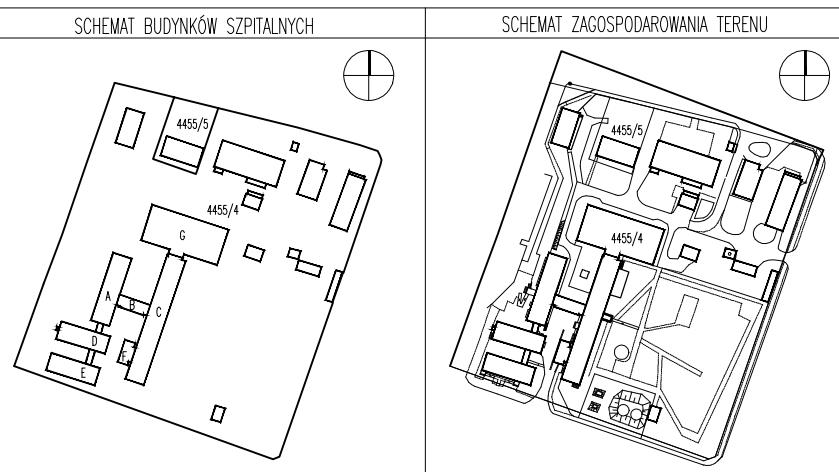 SCHEMAT BUDYNKÓW SZPITALNYCH
SCHEMAT ZAGOSPODAROWANIA TERENU
4455/5
4455/4
G
A
B
C
D
F
E
4455/5
4455/4